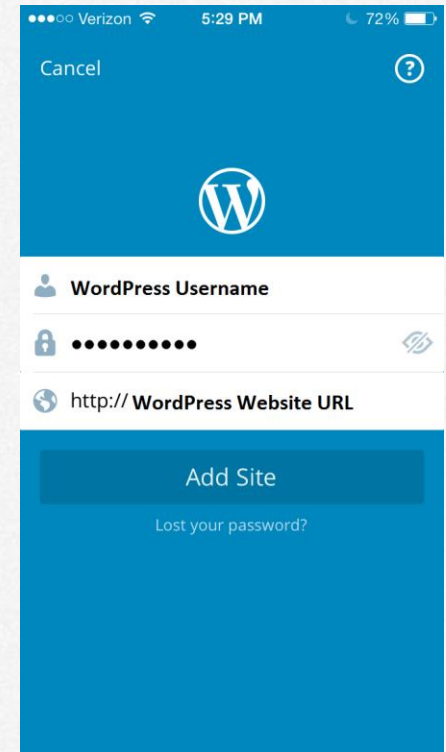 Verizon 5:29 PM 72%
Cancel ?
W
WordPress Username
••••••••••
http:// WordPress Website URL
Add Site
Lost your password?